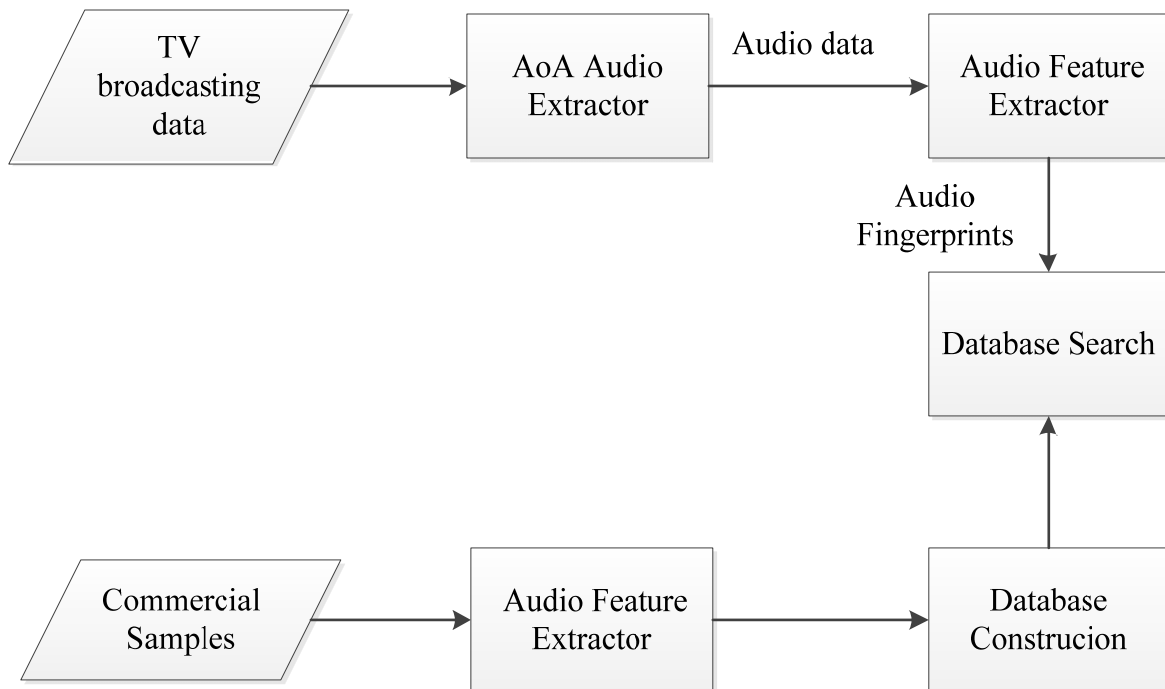 TV
broadcasting
data
AoA Audio
Extractor
Audio data
Audio Feature
Extractor
Audio
Fingerprints
Database Search
Commercial
Samples
Audio Feature
Extractor
Database
Construcion